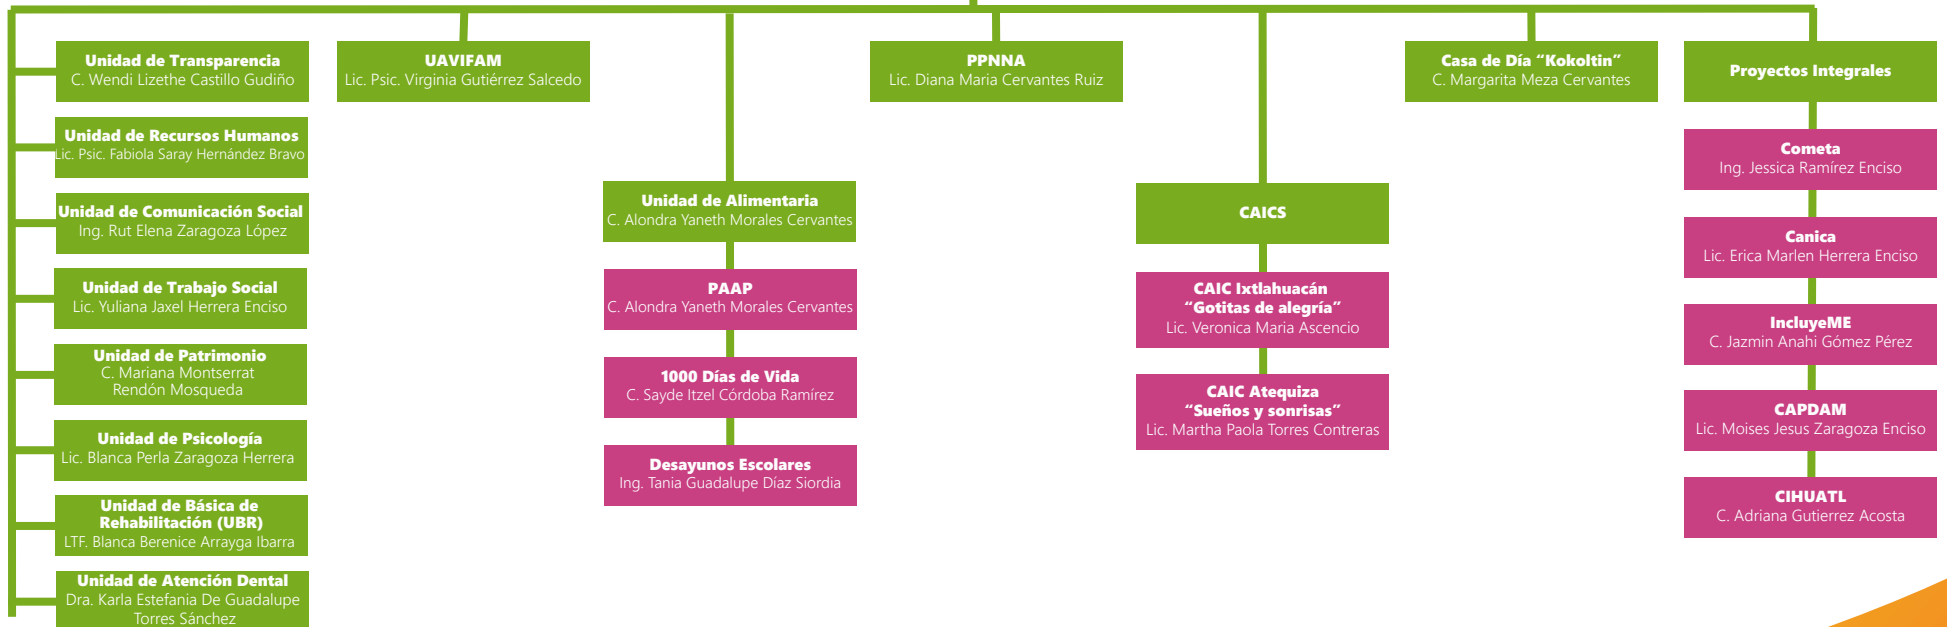 Unidad de Transparencia
C. Wendi Lizethe Castillo Gudiño
Unidad de Recursos Humanos
Lic. Psic. Fabiola Saray Hernández Bravo
Unidad de Comunicación Social
Ing. Rut Elena Zaragoza López
Unidad de Trabajo Social
Lic. Yuliana Jaxel Herrera Enciso
Unidad de Patrimonio
C. Mariana Montserrat
Rendón Mosqueda
Unidad de Psicología
Lic. Blanca Perla Zaragoza Herrera
Unidad de Básica de
Rehabilitación (UBR)
LTF. Blanca Berenice Arrayga Ibarra
Unidad de Atención Dental
Dra. Karla Estefania De Guadalupe
Torres Sánchez
UAVIFAM
Lic. Psic. Virginia Gutiérrez Salcedo
Unidad de Alimentaria
C. Alondra Yaneth Morales Cervantes
PAAP
C. Alondra Yaneth Morales Cervantes
1000 Días de Vida
C. Sayde Itzel Córdoba Ramírez
Desayunos Escolares
Ing. Tania Guadalupe Díaz Siordia
PPNNA
Lic. Diana Maria Cervantes Ruiz
CAICS
CAIC Ixtlahuacán
“Gotitas de alegría”
Lic. Veronica Maria Ascencio
CAIC Atequiza
“Sueños y sonrisas”
Lic. Martha Paola Torres Contreras
Casa de Día “Kokoltin”
C. Margarita Meza Cervantes
Proyectos Integrales
Cometa
Ing. Jessica Ramírez Enciso
Canica
Lic. Erica Marlen Herrera Enciso
IncluyeME
C. Jazmin Anahi Gómez Pérez
CAPDAM
Lic. Moises Jesus Zaragoza Enciso
CIHUATL
C. Adriana Gutierrez Acosta